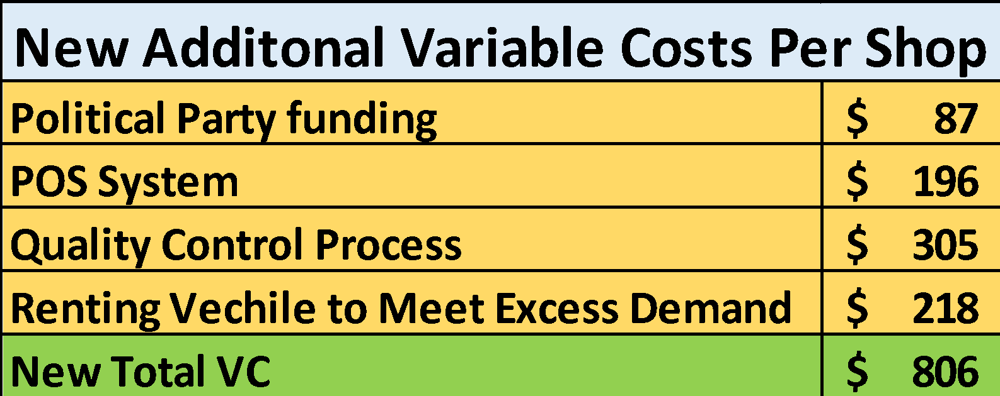 New Additonal Variable Costs Per Shop
Political Party funding $ 87
POS System $ 196
Quality Control Process $ 305
Renting Vechile to Meet Excess Demand $ 218
New Total VC $ 806